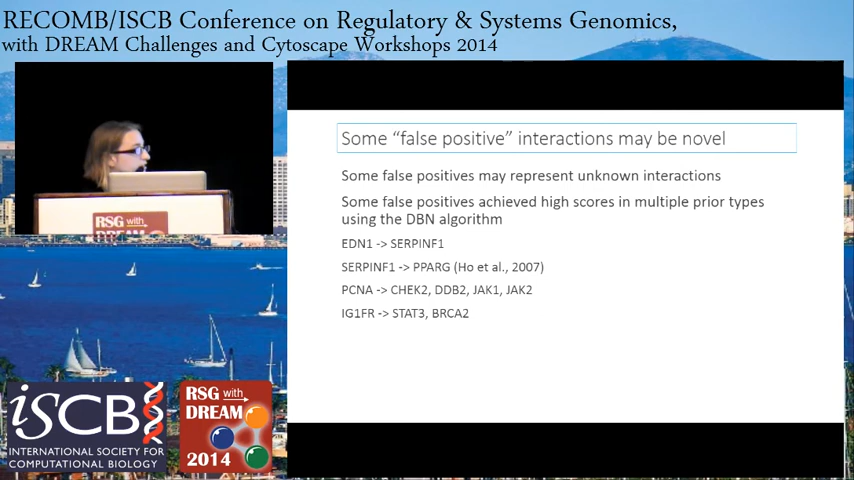 RECOMB/ISCB Conference on Regulatory & Systems Genomics,
with DREAM Challenges and Cytoscape Workshops 2014
Some “false positive” interactions may be novel
Some false positives may represent unknown interactions
Some false positives achieved high scores in multiple prior types
using the DBN algorithm
EDN1 -> SERPINF1
SERPINF1 -> PPARG (Ho et al., 2007)
PCNA -> CHEK2, DDB2, JAK1, JAK2
IG1FR -> STAT3, BRCA2
RSG with
DREAM
iSCB
INTERNATIONAL SOCIETY FOR
COMPUTATIONAL BIOLOGY
RSG with
DREAM
2014